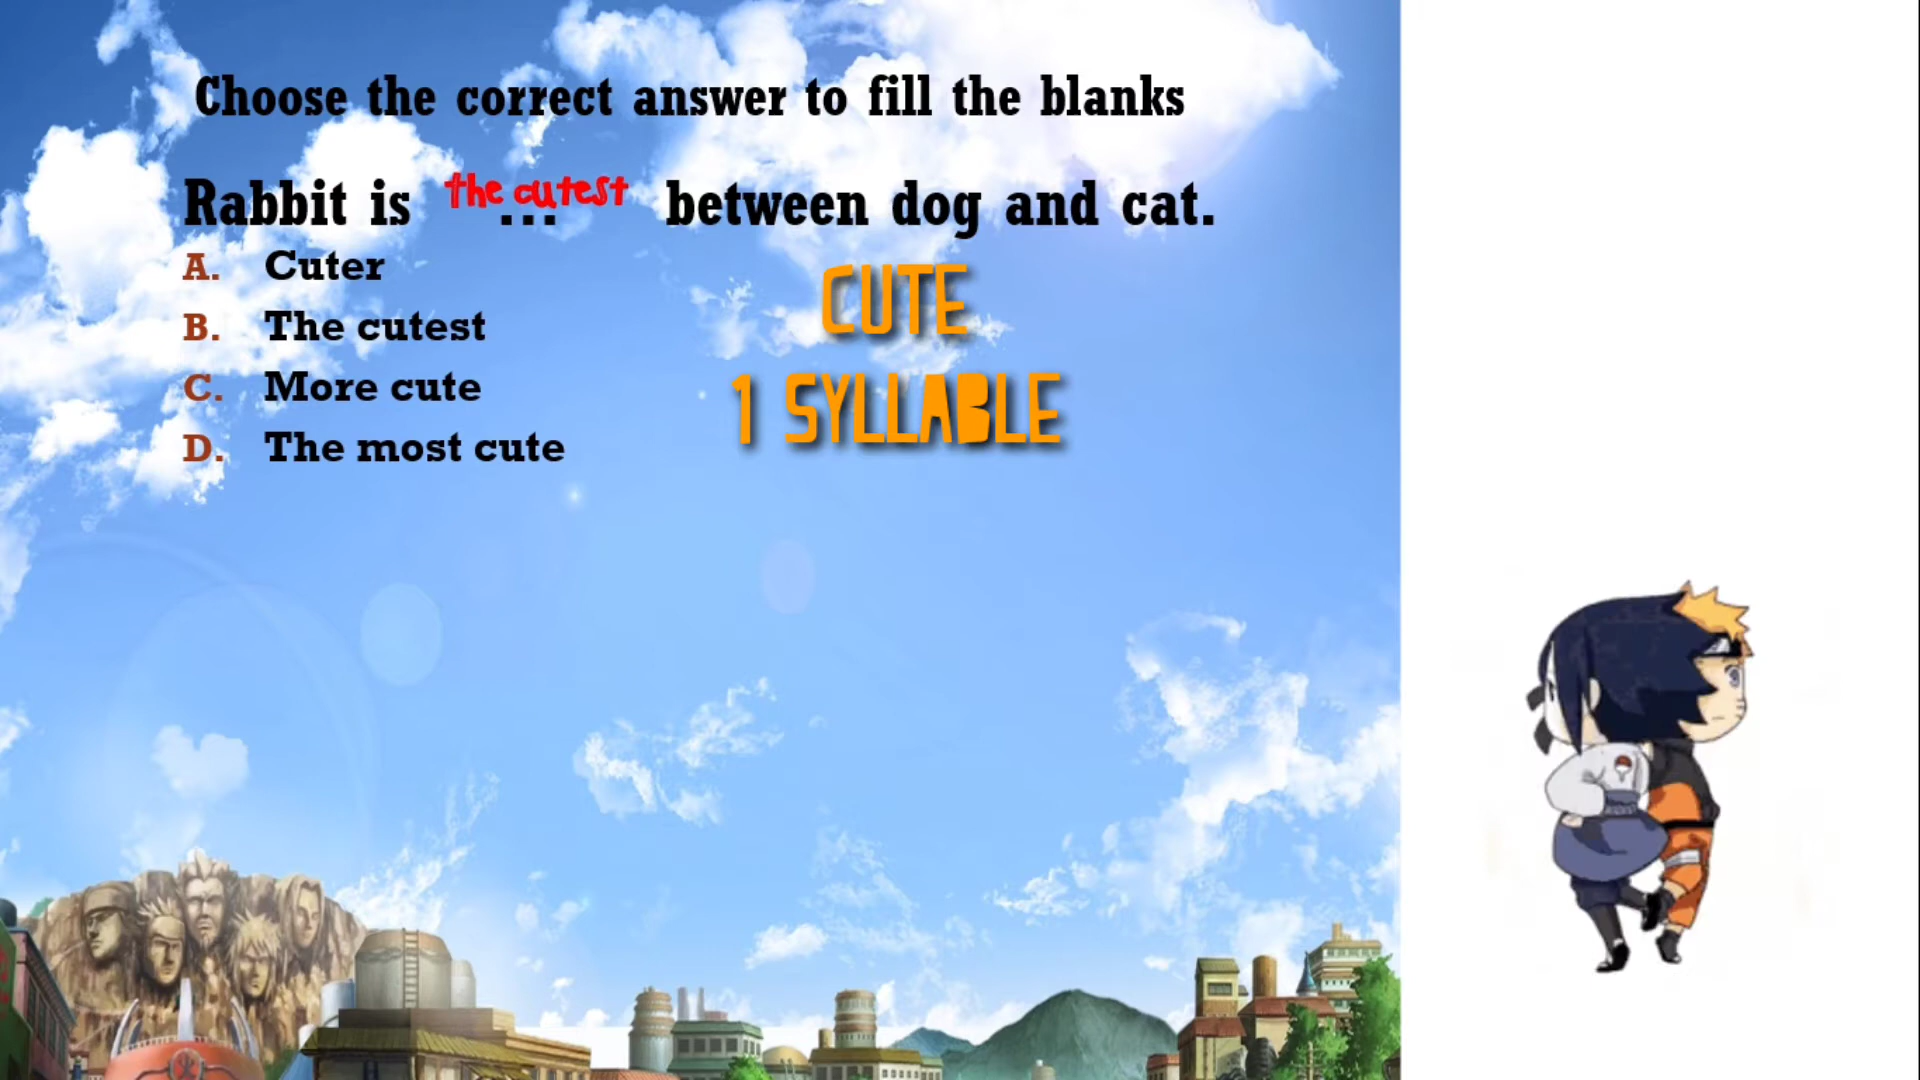 Choose the correct answer to fill the blanks
Rabbit is the cutest ... between dog and cat.
A. Cuter
B. The cutest
C. More cute
D. The most cute
CUTE
1 SYLLABLE